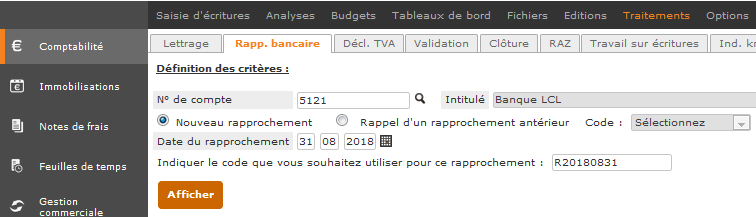 Saisie d'écritures Analyses Budgets Tableaux de bord Fichiers Editions Traitements Options
Comptabilité
Immobilisations
Notes de frais
Feuilles de temps
Gestion
commerciale
Lettrage Rapp. bancaire Décl. TVA Validation Clôture RAZ Travail sur écritures Ind. k
Définition des critères :
N° de compte 5121 Intitulé Banque LCL
Nouveau rapprochement Rappel d'un rapprochement antérieur Code : Sélectionnez
Date du rapprochement 31 08 2018
Indiquer le code que vous souhaitez utiliser pour ce rapprochement : R20180831
Afficher